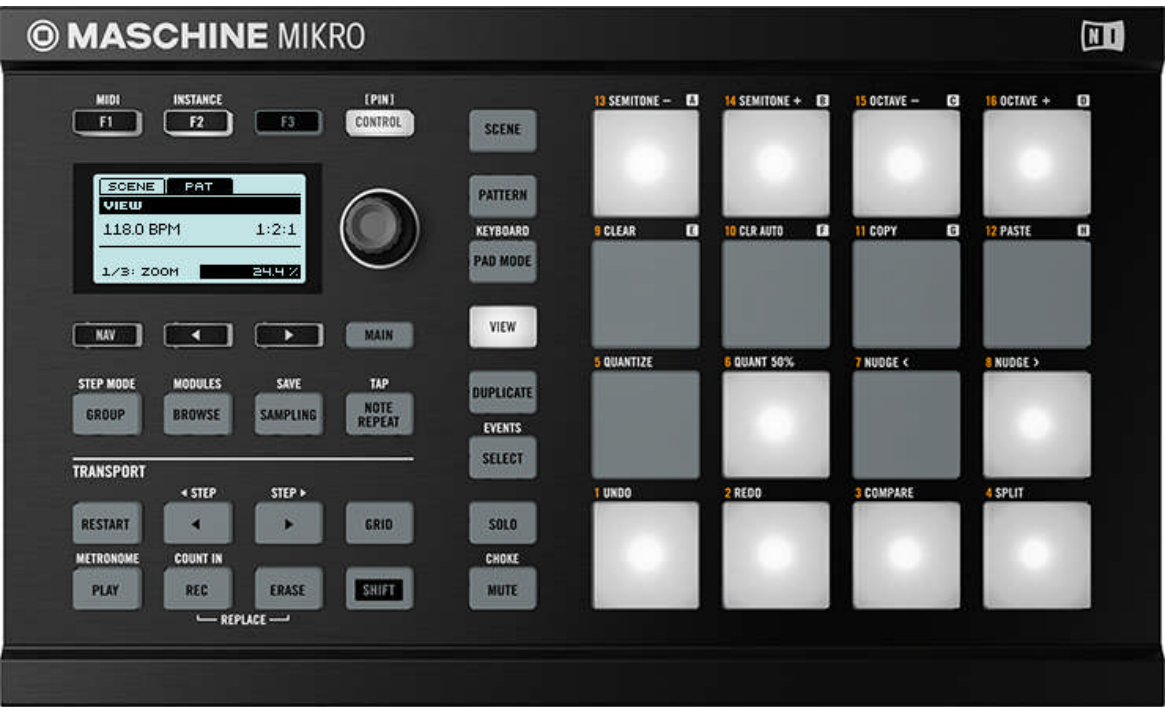 MASCHINE MIKRO
NI
MIDI
INSTANCE
[PIN]
F1
F2
F3
CONTROL
SCENE PAT
VIEW
118.0 BPM 1:2:1
1/3: ZOOM 24.4 %
NAV
MAIN
STEP MODE
MODULES
SAVE
TAP
GROUP
BROWSE
SAMPLING
NOTE
REPEAT
TRANSPORT
◀ STEP
STEP ▶
RESTART
◀
▶
GRID
METRONOME
COUNT IN
PLAY
REC
ERASE
SHIFT
REPLACE
SCENE
PATTERN
KEYBOARD
PAD MODE
VIEW
DUPLICATE
EVENTS
SELECT
SOLO
CHOKE
MUTE
13 SEMITONE – A
14 SEMITONE + B
15 OCTAVE – C
16 OCTAVE + D
9 CLEAR E
10 CLR AUTO F
11 COPY G
12 PASTE H
5 QUANTIZE
6 QUANT 50%
7 NUDGE <
8 NUDGE >
1 UNDO
2 REDO
3 COMPARE
4 SPLIT